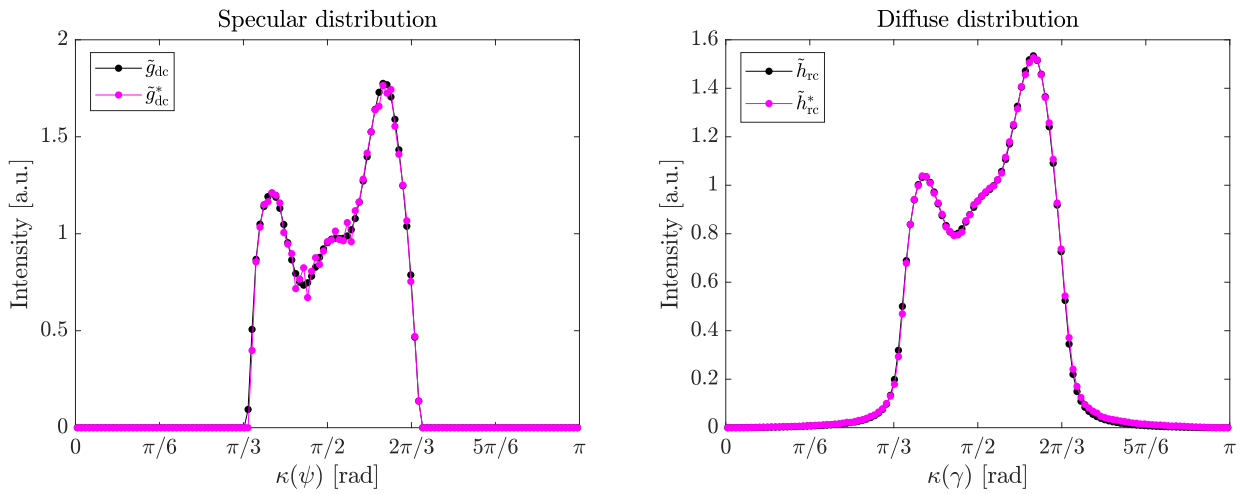 Specular distribution
2
1.5
1
0.5
0
0
π/6
π/3
π/2
2π/3
5π/6
π
Intensity [a.u.]
κ(ψ) [rad]
g̃dc
g̃*dc
Diffuse distribution
1.6
1.4
1.2
1
0.8
0.6
0.4
0.2
0
0
π/6
π/3
π/2
2π/3
5π/6
π
Intensity [a.u.]
κ(γ) [rad]
h̃rc
h̃*rc